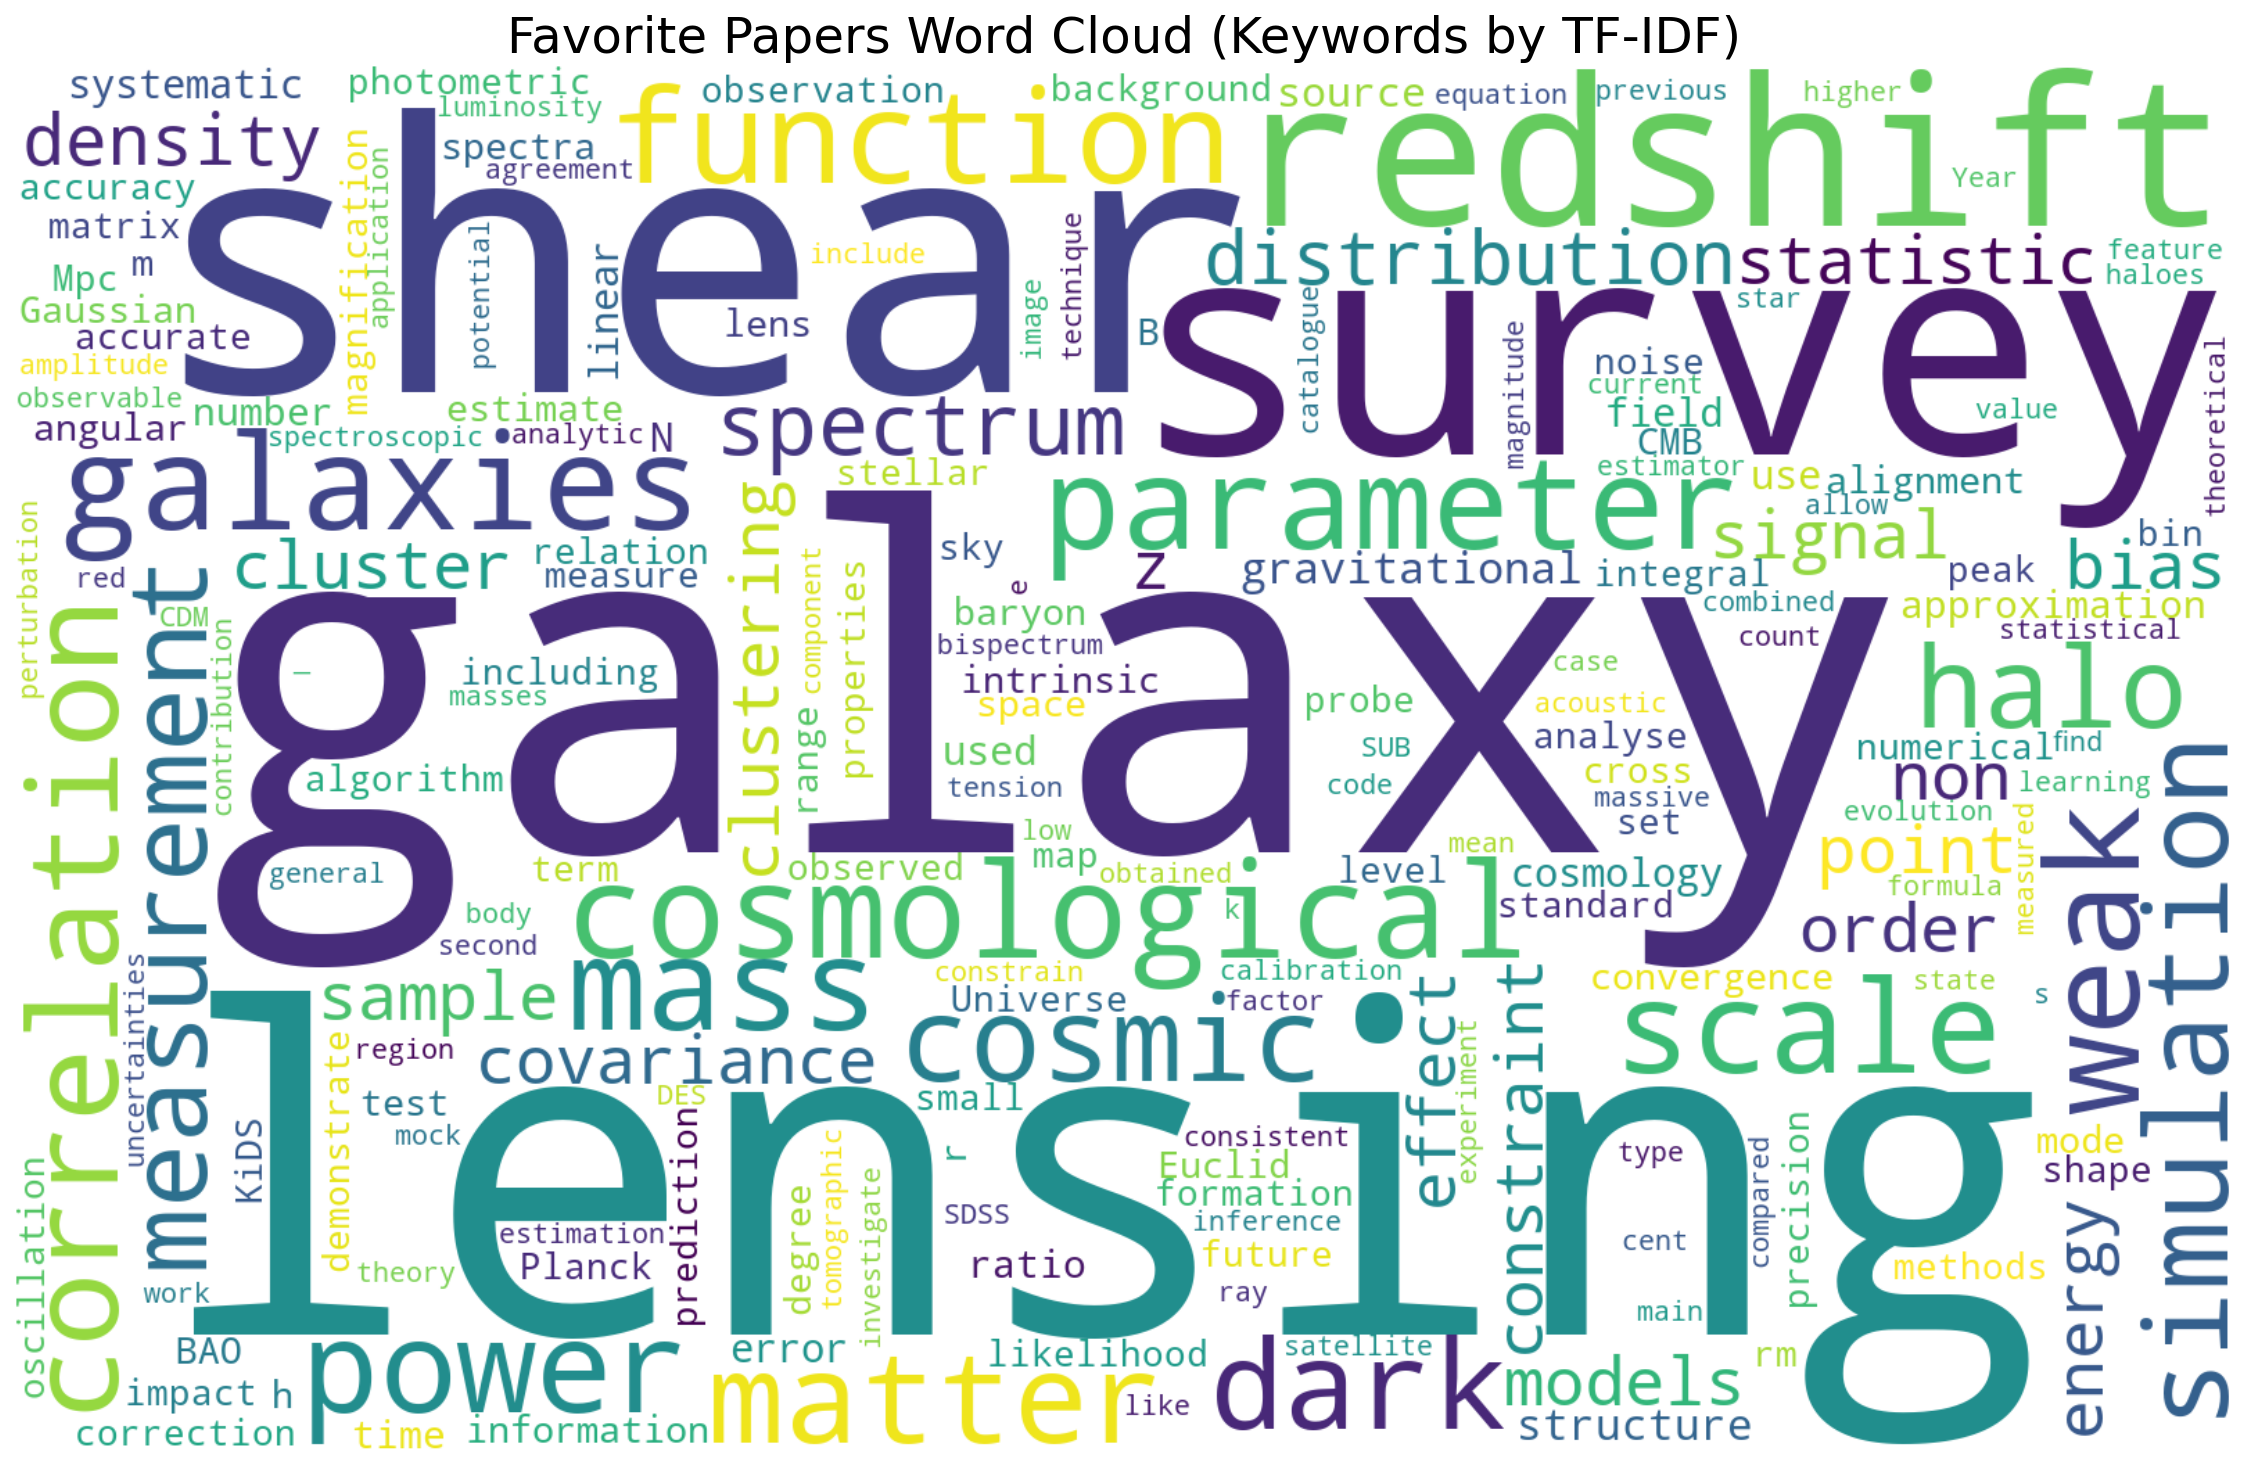 Favorite Papers Word Cloud (Keywords by TF-IDF)
systematic
photometric
luminosity
function
observation
background
source
equation
previous
higher
redshift
density
spectra
agreement
Year
accuracy
shear
magnification
application
matrix
m
potential
linear
include
technique
distribution
statistic
feature
haloes
Mpc
Gaussian
accurate
lens
image
B
survey
catalogue
star
magnitude
noise
theoretical
amplitude
observable
number
estimate
current
field
value
angular
spectroscopic
analytic
N
spectrum
CMB
galaxies
stellar
parameter
estimator
use
alignment
allow
signal
perturbation
measurement
cluster
relation
clustering
sky
z
gravitational
integral
peak
bin
bias
red
measure
component
properties
e
baryon
combined
approximation
CDM
contribution
correlation
galaxy
including
masses
bispectrum
intrinsic
space
count
statistical
case
probe
acoustic
halo
–
algorithm
range
used
tension
SUB
code
analyse
cross
massive
set
numerical
find
non
learning
evolution
simulation
low
map
mean
point
measured
weak
general
term
observed
obtained
level
cosmology
formula
body
second
cosmological
k
standard
order
uncertainties
sample
mass
constrain
calibration
convergence
state
s
Universe
factor
cosmic
effect
constraint
scale
region
covariance
lensing
demonstrate
test
mock
DES
small
experiment
KiDS
prediction
r
consistent
Euclid
formation
inference
type
compared
precision
mode
shape
energy
oscillation
estimation
Planck
degree
tomographic
investigate
SDSS
ratio
future
ray
cent
methods
theory
work
main
BAO
power
error
matter
likelihood
dark
satellite
models
rm
impact
h
like
structure
correction
time
information